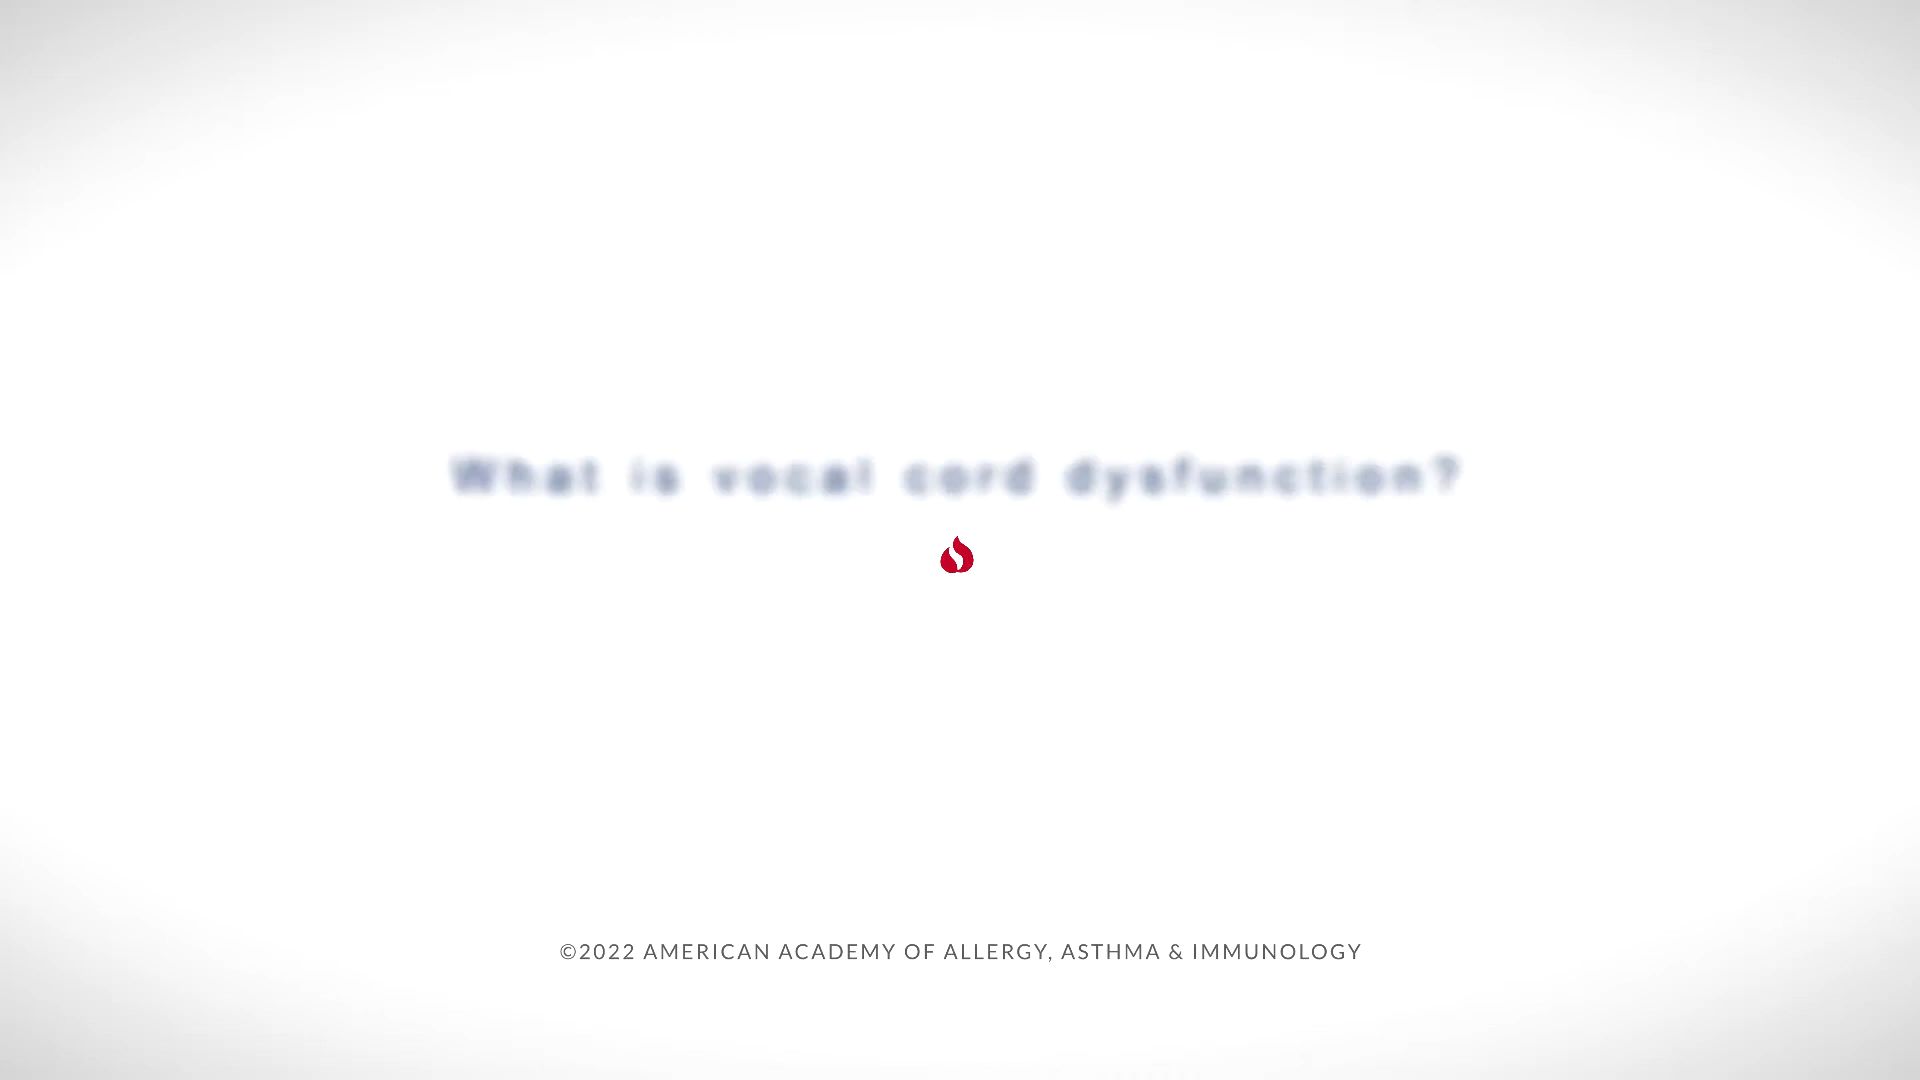 What is vocal cord dysfunction?
©2022 AMERICAN ACADEMY OF ALLERGY, ASTHMA & IMMUNOLOGY